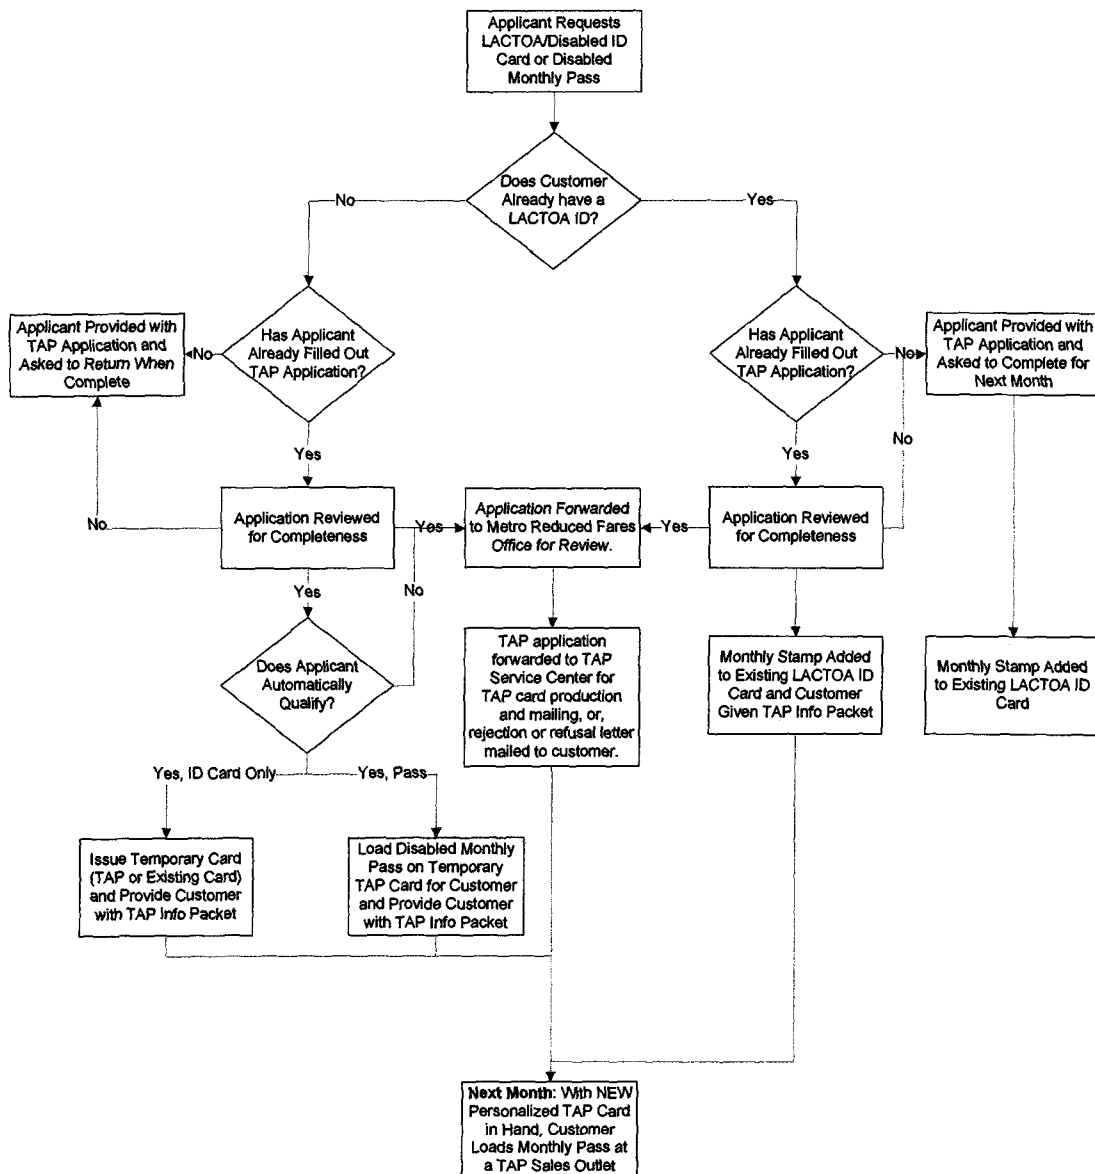 Applicant Requests
LACTOA/Disabled ID
Card or Disabled
Monthly Pass
Does Customer
Already have a
LACTOA ID?
No
Yes
Applicant Provided with
TAP Application and
Asked to Return When
Complete
No
Has Applicant
Already Filled Out
TAP Application?
Has Applicant
Already Filled Out
TAP Application?
No
Applicant Provided with
TAP Application and
Asked to Complete for
Next Month
Yes
Yes
No
No
Application Reviewed
for Completeness
Yes
Application Forwarded
to Metro Reduced Fares
Office for Review.
Yes
Application Reviewed
for Completeness
Yes
No
Does Applicant
Automatically
Qualify?
TAP application
forwarded to TAP
Service Center for
TAP card production
and mailing, or,
rejection or refusal letter
mailed to customer.
Monthly Stamp Added
to Existing LACTOA ID
Card and Customer
Given TAP Info Packet
Monthly Stamp Added
to Existing LACTOA ID
Card
Yes, ID Card Only
Yes, Pass
Issue Temporary Card
(TAP or Existing Card)
and Provide Customer
with TAP Info Packet
Load Disabled Monthly
Pass on Temporary
TAP Card for Customer
and Provide Customer
with TAP Info Packet
Next Month: With NEW
Personalized TAP Card
in Hand, Customer
Loads Monthly Pass at
a TAP Sales Outlet